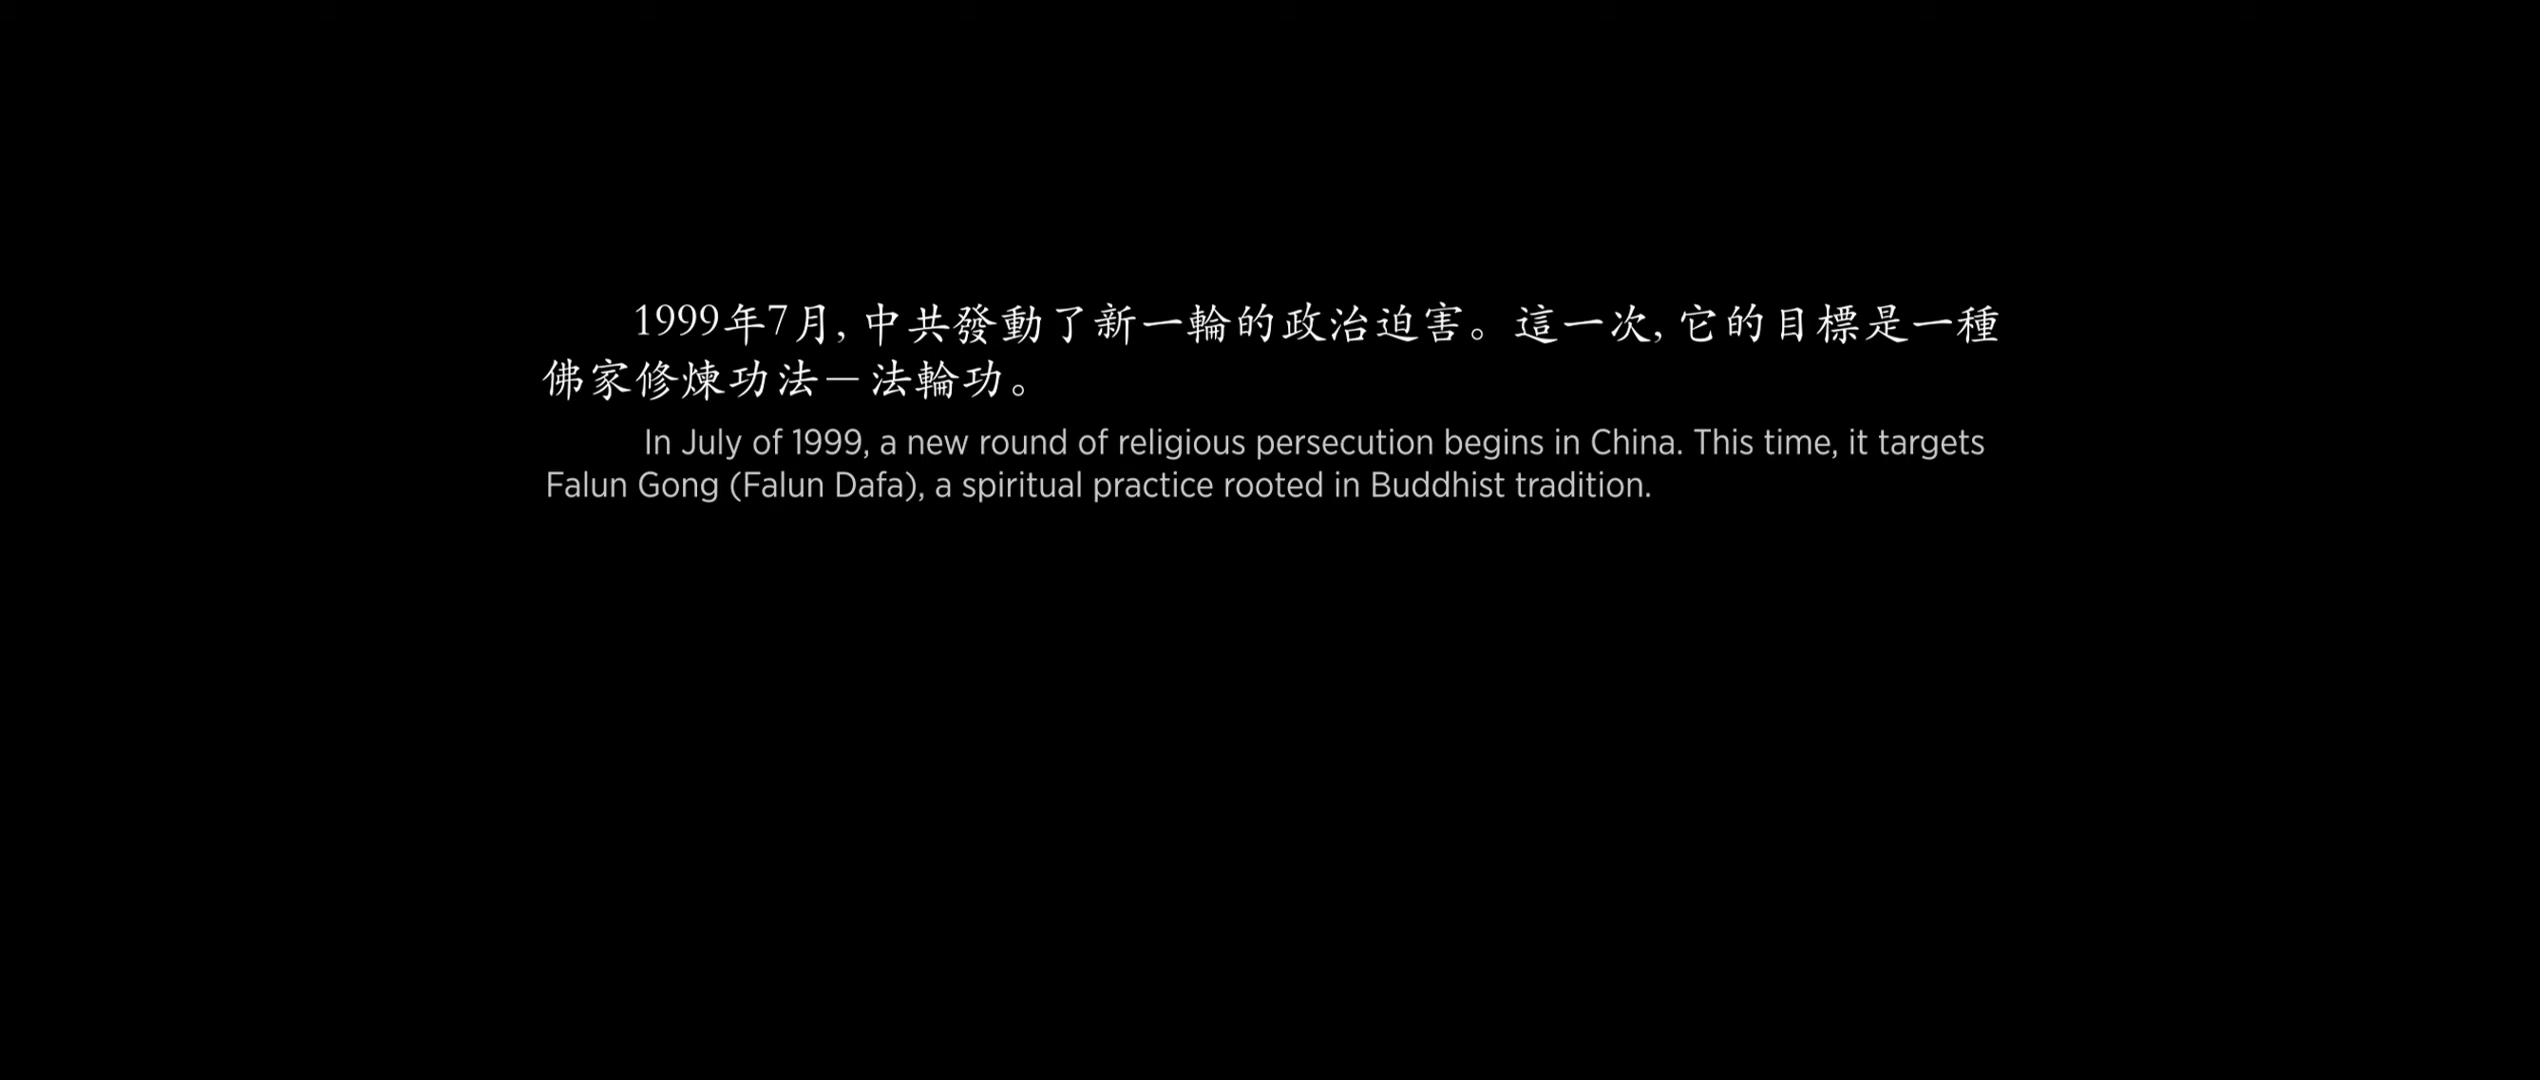 1999年7月, 中共發動了新一輪的政治迫害。這一次, 它的目標是一種
佛家修煉功法－法輪功。
In July of 1999, a new round of religious persecution begins in China. This time, it targets
Falun Gong (Falun Dafa), a spiritual practice rooted in Buddhist tradition.